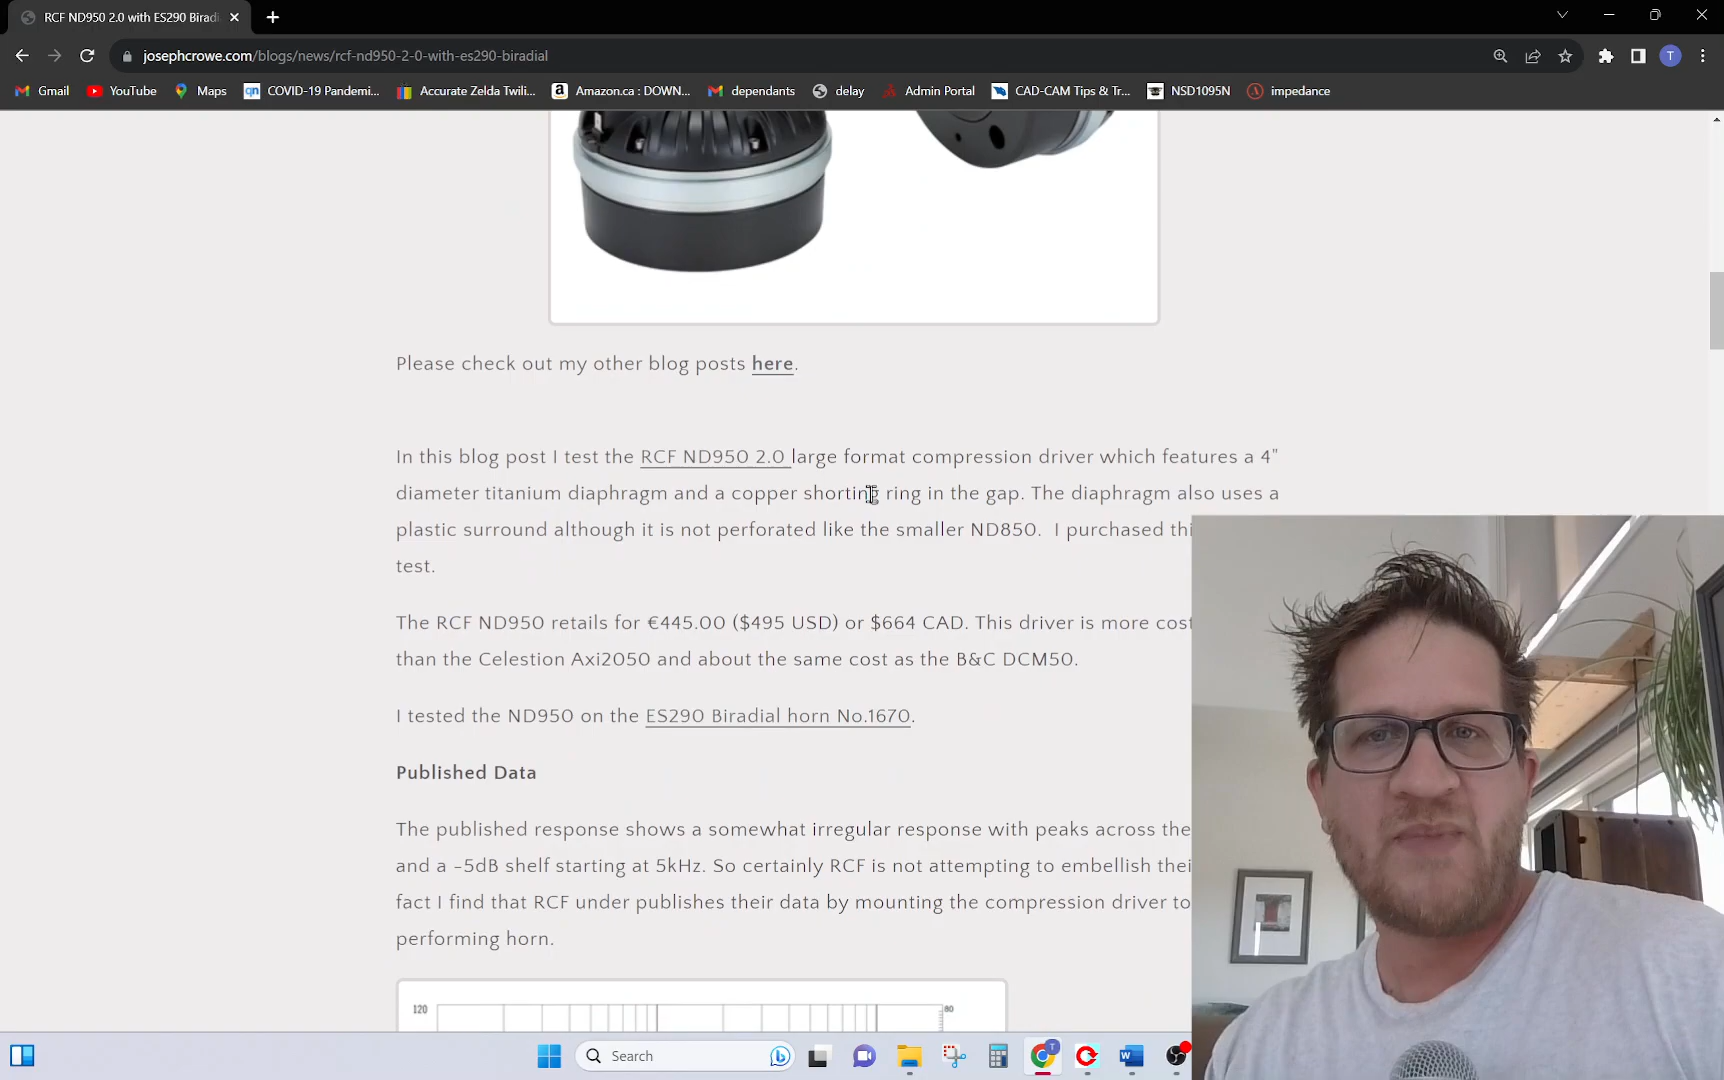 RCF ND950 2.0 with ES290 Biradi
josephcrowe.com/blogs/news/rcf-nd950-2-0-with-es290-biradial
T
Gmail YouTube Maps qn COVID-19 Pandemi... Accurate Zelda Twili... Amazon.ca : DOWN... dependants delay Admin Portal CAD-CAM Tips & Tr... NSD1095N impedance
Please check out my other blog posts here.
In this blog post I test the RCF ND950 2.0 large format compression driver which features a 4"
diameter titanium diaphragm and a copper shorting ring in the gap. The diaphragm also uses a
plastic surround although it is not perforated like the smaller ND850. I purchased thi
test.
The RCF ND950 retails for €445.00 ($495 USD) or $664 CAD. This driver is more cost
than the Celestion Axi2050 and about the same cost as the B&C DCM50.
I tested the ND950 on the ES290 Biradial horn No.1670.
Published Data
The published response shows a somewhat irregular response with peaks across the
and a -5dB shelf starting at 5kHz. So certainly RCF is not attempting to embellish thei
fact I find that RCF under publishes their data by mounting the compression driver to
performing horn.
120 80
Search